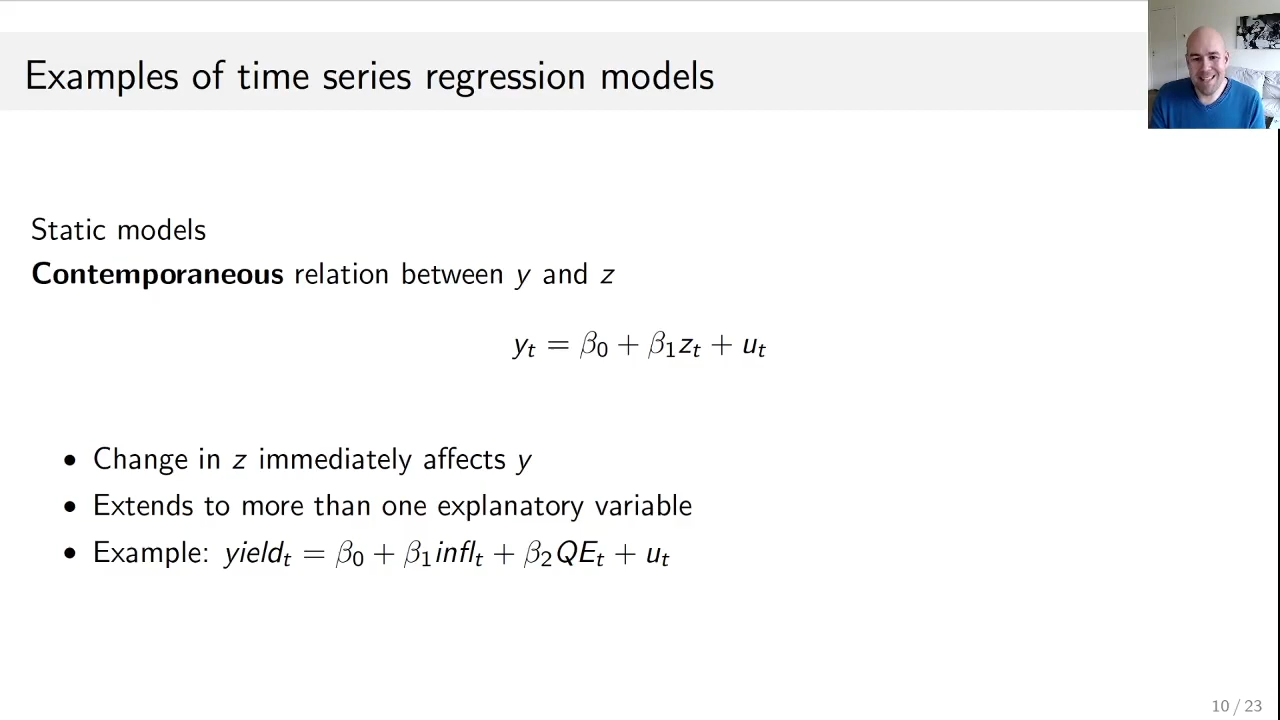 Examples of time series regression models
Static models
Contemporaneous relation between y and z
yₜ = β₀ + β₁zₜ + uₜ
• Change in z immediately affects y
• Extends to more than one explanatory variable
• Example: yieldₜ = β₀ + β₁inflₜ + β₂QEₜ + uₜ
10 / 23